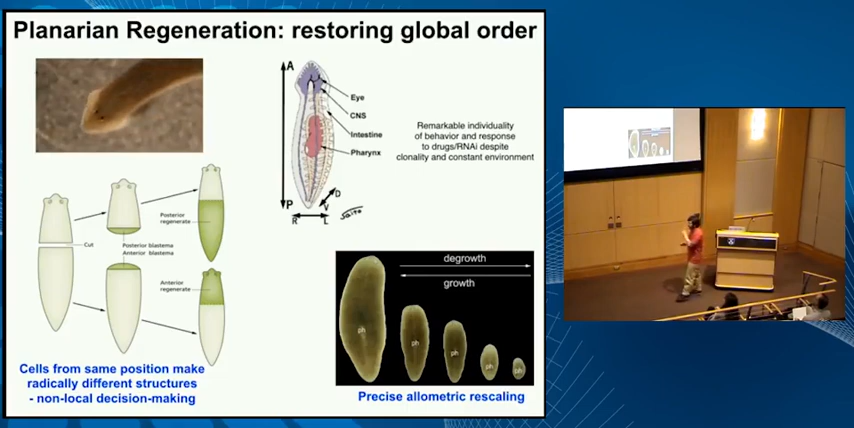 Planarian Regeneration: restoring global order
A
Eye
CNS
Intestine
Pharynx
P
D
V
R
L
Saito
Remarkable individuality
of behavior and response
to drugs/RNAi despite
clonality and constant environment
Cut
Posterior blastema
Anterior blastema
Posterior
regenerate
Anterior
regenerate
Cells from same position make
radically different structures
- non-local decision-making
degrowth
growth
ph
ph
ph
ph
ph
Precise allometric rescaling